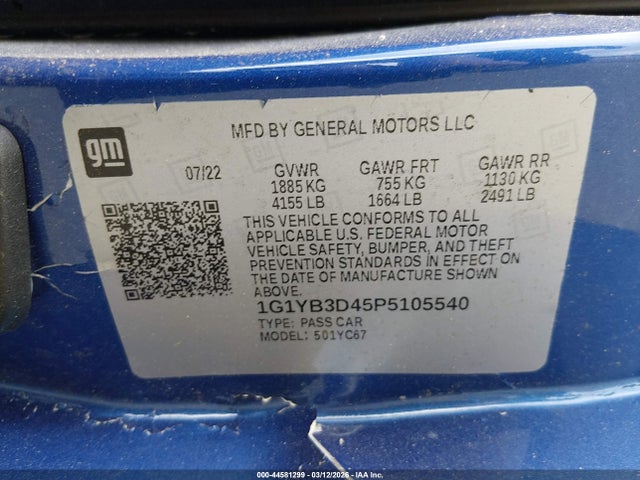 gm
MFD BY GENERAL MOTORS LLC
07/22 GVWR GAWR FRT GAWR RR
1885 KG 755 KG 1130 KG
4155 LB 1664 LB 2491 LB
THIS VEHICLE CONFORMS TO ALL
APPLICABLE U.S. FEDERAL MOTOR
VEHICLE SAFETY, BUMPER, AND THEFT
PREVENTION STANDARDS IN EFFECT ON
THE DATE OF MANUFACTURE SHOWN
ABOVE.
1G1YB3D45P5105540
TYPE: PASS CAR
MODEL: 501YC67
000-44581299 - 03/12/2026 - IAA Inc.